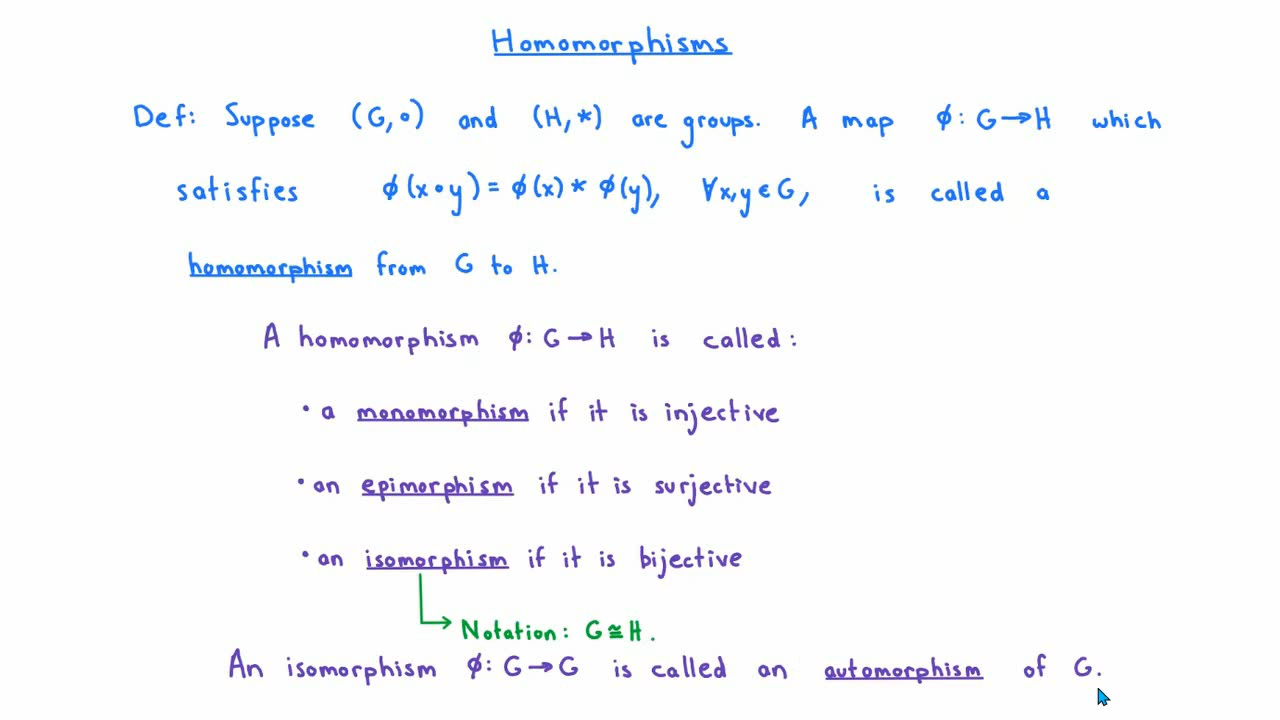 Homomorphisms
Def: Suppose (G,∘) and (H,*) are groups. A map ϕ: G→H which
satisfies ϕ(x∘y) = ϕ(x) * ϕ(y), ∀x,y∈G, is called a
homomorphism from G to H.
A homomorphism ϕ: G→H is called:
• a monomorphism if it is injective
• an epimorphism if it is surjective
• an isomorphism if it is bijective
Notation: G≅H.
An isomorphism ϕ: G→G is called an automorphism of G.